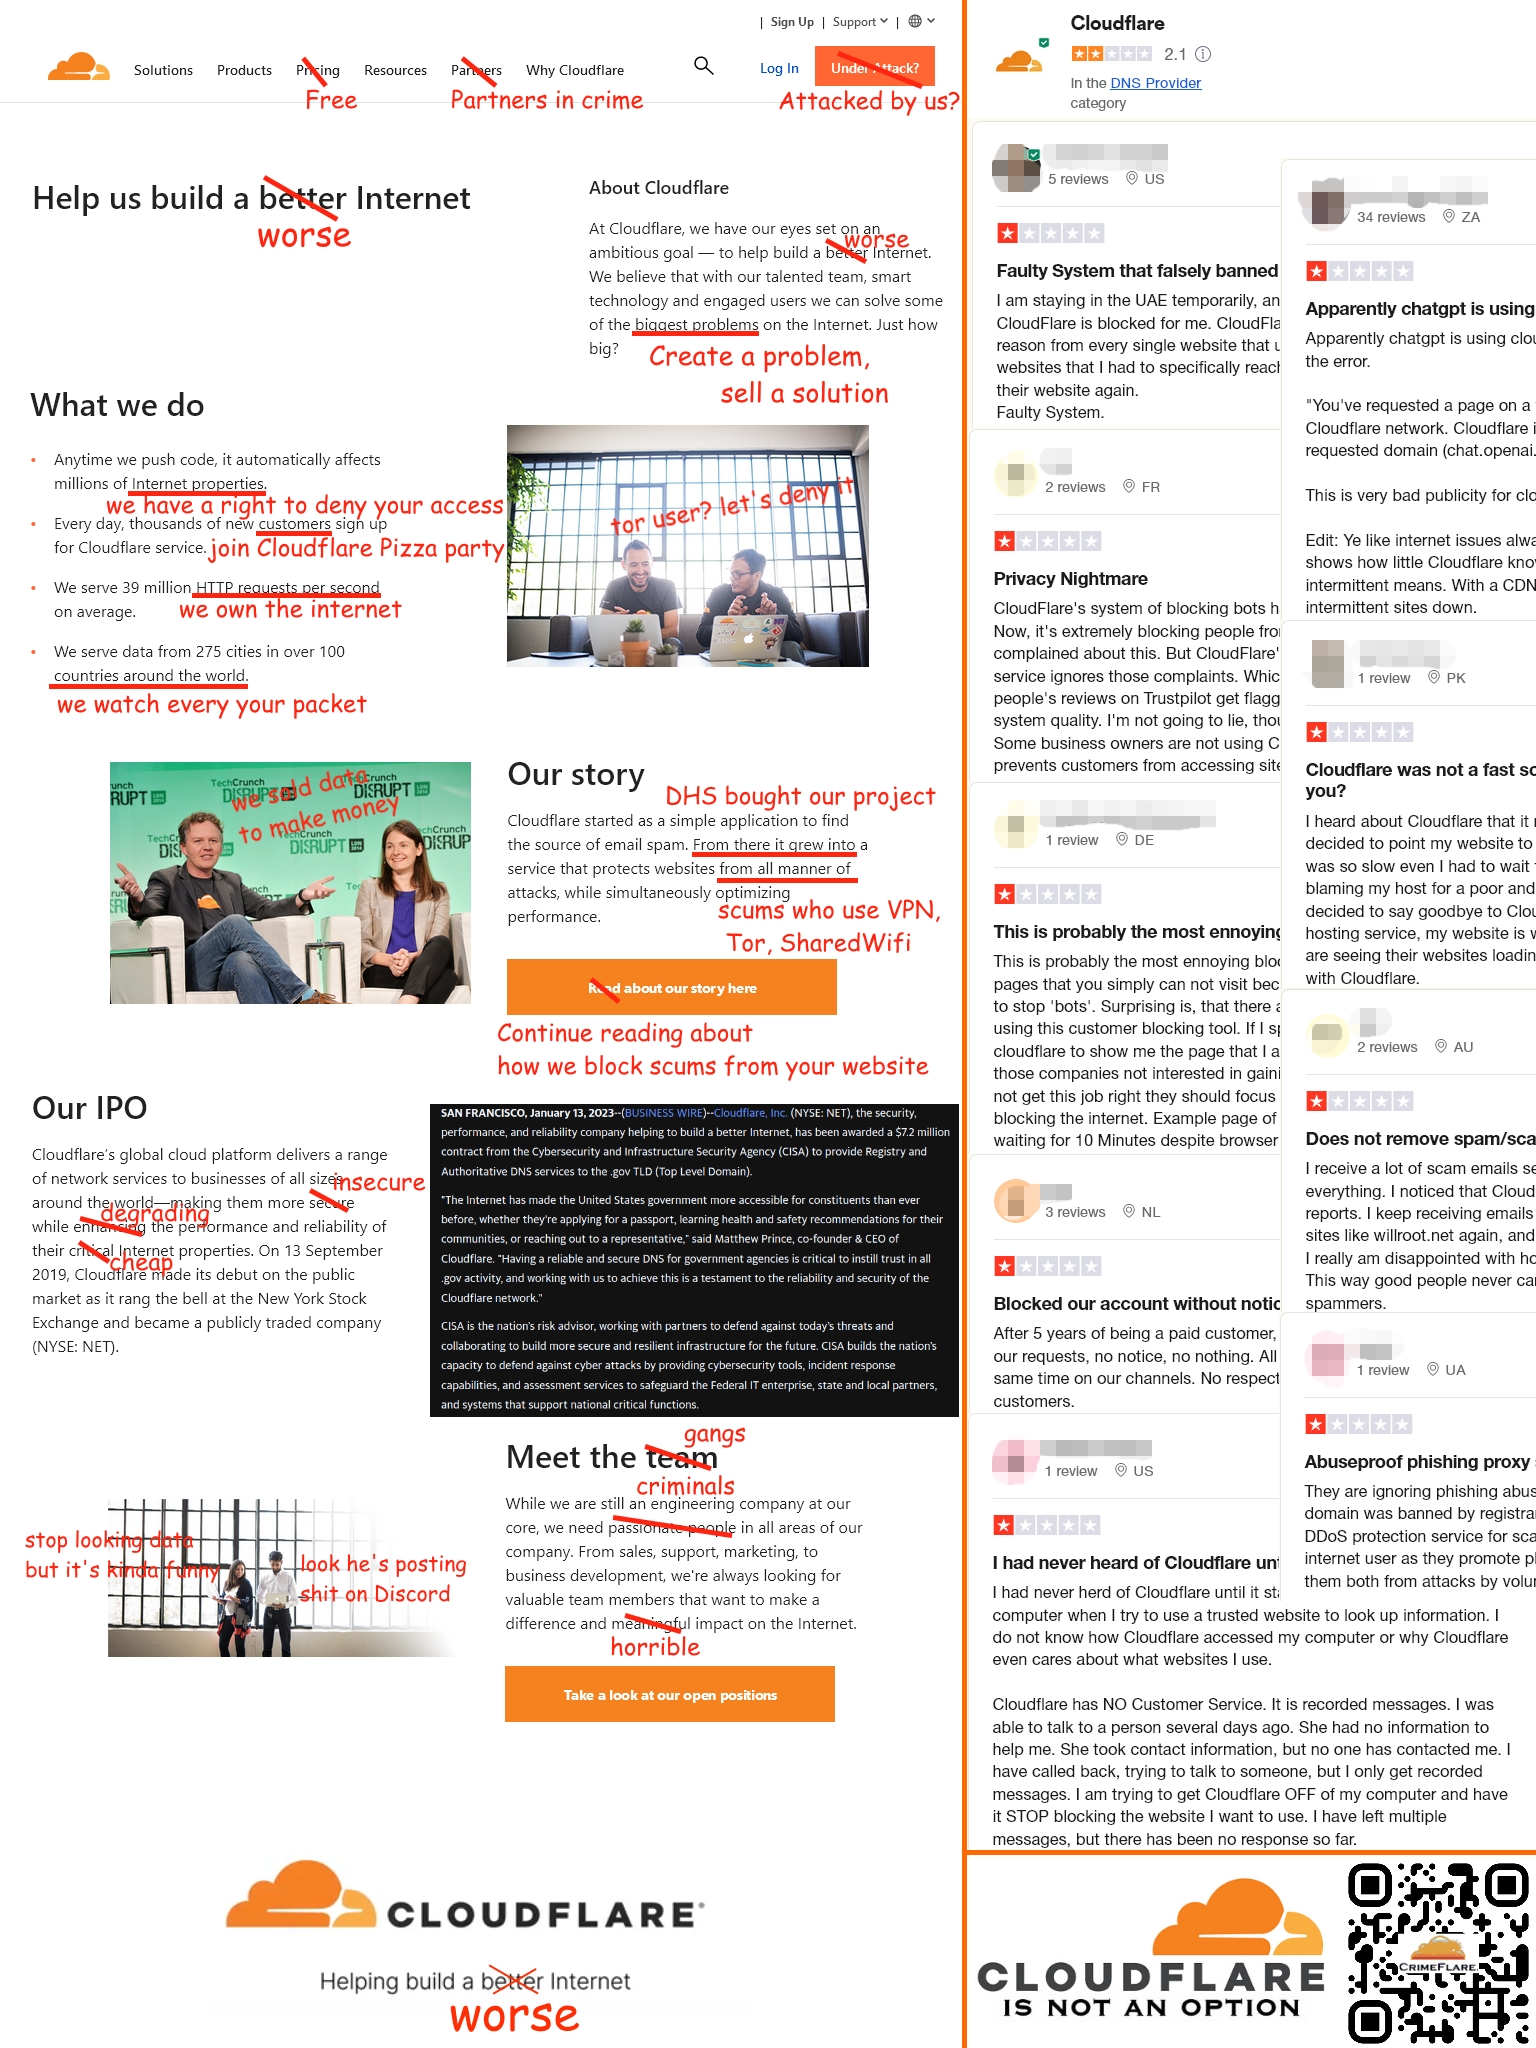 | Sign Up | Support |
Solutions Products Pricing Resources Partners Why Cloudflare Log In Under Attack?
Free Partners in crime Attacked by us?
Help us build a better Internet
worse
About Cloudflare
At Cloudflare, we have our eyes set on an
worse
ambitious goal — to help build a better Internet.
We believe that with our talented team, smart
technology and engaged users we can solve some
of the biggest problems on the Internet. Just how
big?
Create a problem,
sell a solution
What we do
• Anytime we push code, it automatically affects
millions of Internet properties.
we have a right to deny your access
• Every day, thousands of new customers sign up
for Cloudflare service.
join Cloudflare Pizza party
• We serve 39 million HTTP requests per second
on average.
we own the internet
• We serve data from 275 cities in over 100
countries around the world.
we watch every your packet
tor user? let's deny it
TechCrunch
DISRUPT
we sold data
to make money
Our story
DHS bought our project
Cloudflare started as a simple application to find
the source of email spam. From there it grew into a
service that protects websites from all manner of
attacks, while simultaneously optimizing
performance.
scums who use VPN,
Tor, SharedWifi
Read about our story here
Continue reading about
how we block scums from your website
Our IPO
Cloudflare's global cloud platform delivers a range
of network services to businesses of all sizes
insecure
around the world—making them more secure
degrading
while enhancing the performance and reliability of
their critical Internet properties. On 13 September
cheap
2019, Cloudflare made its debut on the public
market as it rang the bell at the New York Stock
Exchange and became a publicly traded company
(NYSE: NET).
SAN FRANCISCO, January 13, 2023--(BUSINESS WIRE)--Cloudflare, Inc. (NYSE: NET), the security,
performance, and reliability company helping to build a better Internet, has been awarded a $7.2 million
contract from the Cybersecurity and Infrastructure Security Agency (CISA) to provide Registry and
Authoritative DNS services to the .gov TLD (Top Level Domain).
"The Internet has made the United States government more accessible for constituents than ever
before, whether they're applying for a passport, learning health and safety recommendations for their
communities, or reaching out to a representative," said Matthew Prince, co-founder & CEO of
Cloudflare. "Having a reliable and secure DNS for government agencies is critical to instill trust in all
.gov activity, and working with us to achieve this is a testament to the reliability and security of the
Cloudflare network."
CISA is the nation's risk advisor, working with partners to defend against today's threats and
collaborating to build more secure and resilient infrastructure for the future. CISA builds the nation's
capacity to defend against cyber attacks by providing cybersecurity tools, incident response
capabilities, and assessment services to safeguard the Federal IT enterprise, state and local partners,
and systems that support national critical functions.
gangs
Meet the team
criminals
While we are still an engineering company at our
core, we need passionate people in all areas of our
company. From sales, support, marketing, to
business development, we're always looking for
valuable team members that want to make a
difference and meaningful impact on the Internet.
horrible
Take a look at our open positions
stop looking data
but it's kinda funny
look he's posting
shit on Discord
CLOUDFLARE®
Helping build a better Internet
worse
Cloudflare
2.1
In the DNS Provider
category
5 reviews US
Faulty System that falsely banned
I am staying in the UAE temporarily, an
CloudFlare is blocked for me. CloudFla
reason from every single website that u
websites that I had to specifically reach
their website again.
Faulty System.
2 reviews FR
Privacy Nightmare
CloudFlare's system of blocking bots h
Now, it's extremely blocking people fro
complained about this. But CloudFlare'
service ignores those complaints. Whic
people's reviews on Trustpilot get flagg
system quality. I'm not going to lie, thou
Some business owners are not using C
prevents customers from accessing site
1 review DE
This is probably the most ennoying
This is probably the most ennoying bloc
pages that you simply can not visit bec
to stop 'bots'. Surprising is, that there a
using this customer blocking tool. If I sp
cloudflare to show me the page that I a
those companies not interested in gaini
not get this job right they should focus
blocking the internet. Example page of
waiting for 10 Minutes despite browser
3 reviews NL
Blocked our account without notic
After 5 years of being a paid customer,
our requests, no notice, no nothing. All
same time on our channels. No respect
customers.
1 review US
I had never heard of Cloudflare unt
I had never herd of Cloudflare until it sta
computer when I try to use a trusted website to look up information. I
do not know how Cloudflare accessed my computer or why Cloudflare
even cares about what websites I use.
Cloudflare has NO Customer Service. It is recorded messages. I was
able to talk to a person several days ago. She had no information to
help me. She took contact information, but no one has contacted me. I
have called back, trying to talk to someone, but I only get recorded
messages. I am trying to get Cloudflare OFF of my computer and have
it STOP blocking the website I want to use. I have left multiple
messages, but there has been no response so far.
34 reviews ZA
Apparently chatgpt is using
Apparently chatgpt is using clou
the error.
"You've requested a page on a
Cloudflare network. Cloudflare i
requested domain (chat.openai.
This is very bad publicity for clo
Edit: Ye like internet issues alwa
shows how little Cloudflare know
intermittent means. With a CDN
intermittent sites down.
1 review PK
Cloudflare was not a fast so
you?
I heard about Cloudflare that it r
decided to point my website to
was so slow even I had to wait
blaming my host for a poor and
decided to say goodbye to Clou
hosting service, my website is w
are seeing their websites loadin
with Cloudflare.
2 reviews AU
Does not remove spam/sca
I receive a lot of scam emails se
everything. I noticed that Cloud
reports. I keep receiving emails
sites like willroot.net again, and
I really am disappointed with ho
This way good people never car
spammers.
1 review UA
Abuseproof phishing proxy
They are ignoring phishing abus
domain was banned by registrar
DDoS protection service for sca
internet user as they promote pl
them both from attacks by volur
CLOUDFLARE
IS NOT AN OPTION
CRIMEFLARE